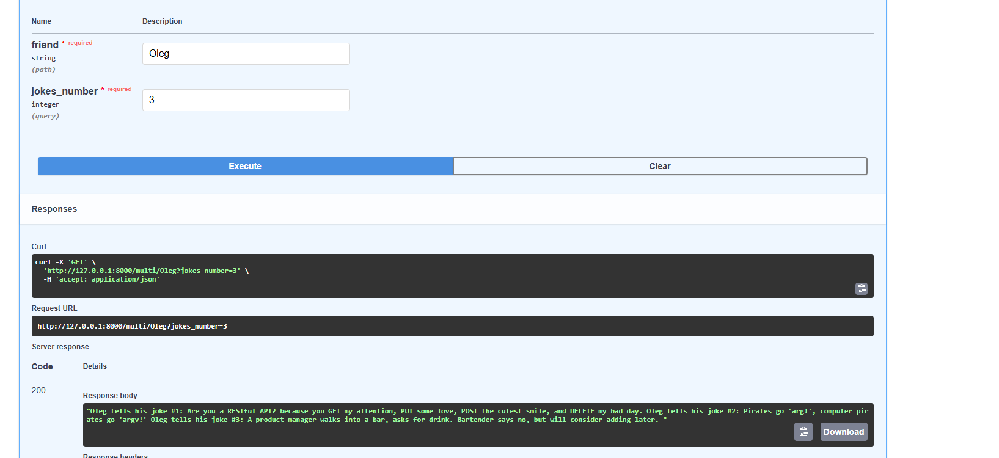 Name Description
friend * required
string
(path)
Oleg
jokes_number * required
integer
(query)
3
Execute Clear
Responses
Curl
curl -X 'GET' \
'http://127.0.0.1:8000/multi/Oleg?jokes_number=3' \
-H 'accept: application/json'
Request URL
http://127.0.0.1:8000/multi/Oleg?jokes_number=3
Server response
Code Details
200
Response body
"Oleg tells his joke #1: Are you a RESTful API? because you GET my attention, PUT some love, POST the cutest smile, and DELETE my bad day. Oleg tells his joke #2: Pirates go 'arg!', computer pir
ates go 'argv!' Oleg tells his joke #3: A product manager walks into a bar, asks for drink. Bartender says no, but will consider adding later. "
Download
Response headers